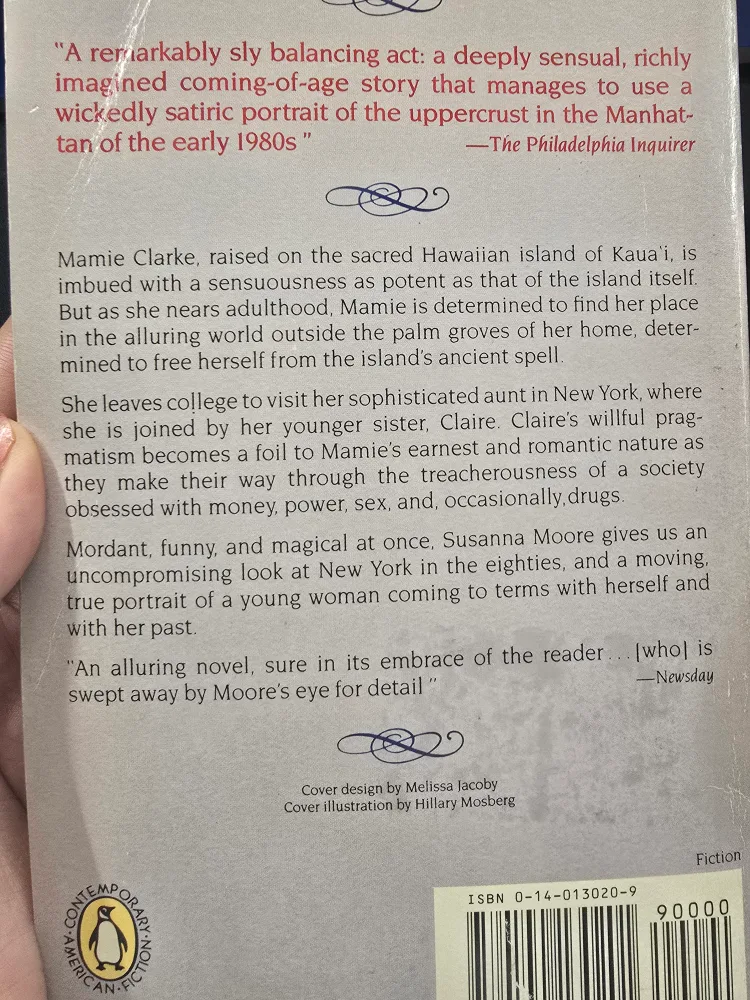 "A remarkably sly balancing act: a deeply sensual, richly
imagined coming-of-age story that manages to use a
wickedly satiric portrait of the uppercrust in the Manhat-
tan of the early 1980s"
—The Philadelphia Inquirer
Mamie Clarke, raised on the sacred Hawaiian island of Kaua'i, is
imbued with a sensuousness as potent as that of the island itself.
But as she nears adulthood, Mamie is determined to find her place
in the alluring world outside the palm groves of her home, deter-
mined to free herself from the island's ancient spell.
She leaves college to visit her sophisticated aunt in New York, where
she is joined by her younger sister, Claire. Claire's willful prag-
matism becomes a foil to Mamie's earnest and romantic nature as
they make their way through the treacherousness of a society
obsessed with money, power, sex, and, occasionally, drugs.
Mordant, funny, and magical at once, Susanna Moore gives us an
uncompromising look at New York in the eighties, and a moving,
true portrait of a young woman coming to terms with herself and
with her past.
"An alluring novel, sure in its embrace of the reader...[who] is
swept away by Moore's eye for detail"
—Newsday
Cover design by Melissa Jacoby
Cover illustration by Hillary Mosberg
Fiction
CONTEMPORARY
AMERICAN FICTION
ISBN 0-14-013020-9
90000